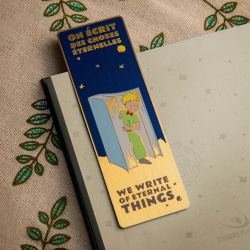 ON ÉCRIT
DES CHOSES
ÉTERNELLES
WE WRITE
OF ETERNAL
THINGS